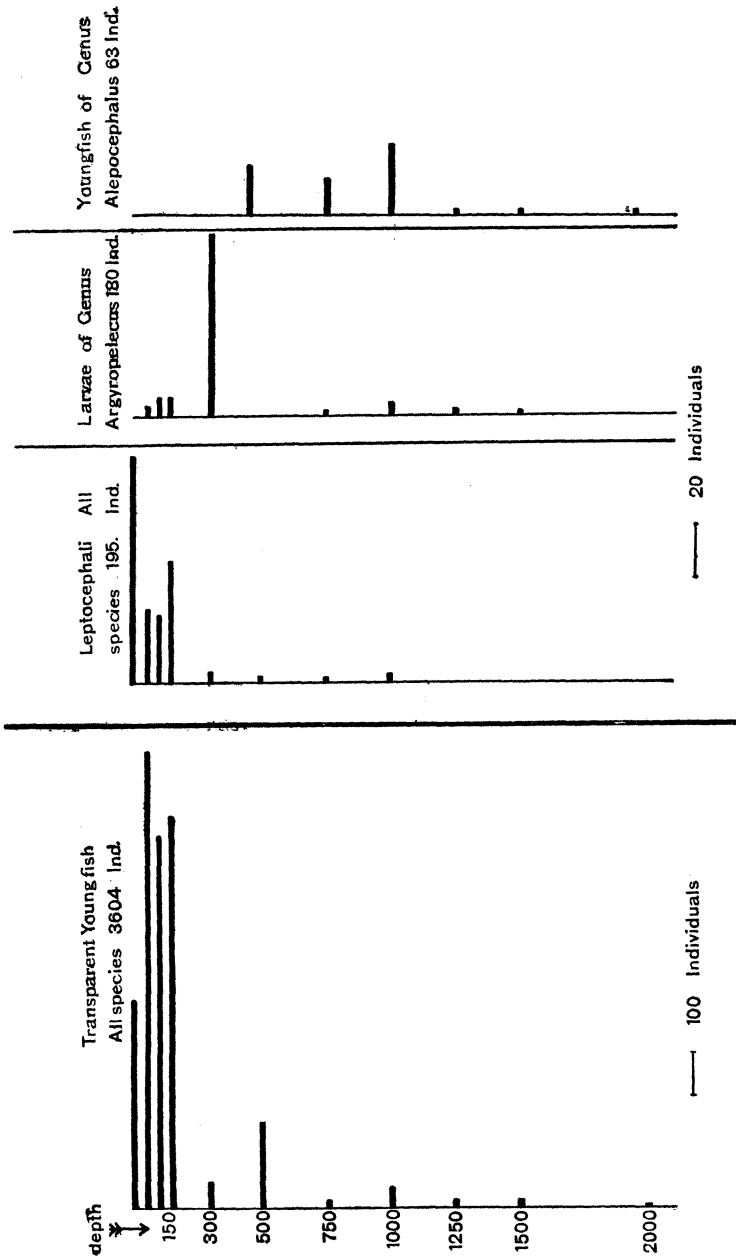 Transparent Youngfish
All species 3604 Ind.
Leptocephali All
species 195. Ind.
Larvae of Genus
Argyropelecus 180 Ind.
Youngfish of Genus
Alepocephalus 63 Ind.
depth
150
300
500
750
1000
1250
1500
2000
100 Individuals
20 Individuals